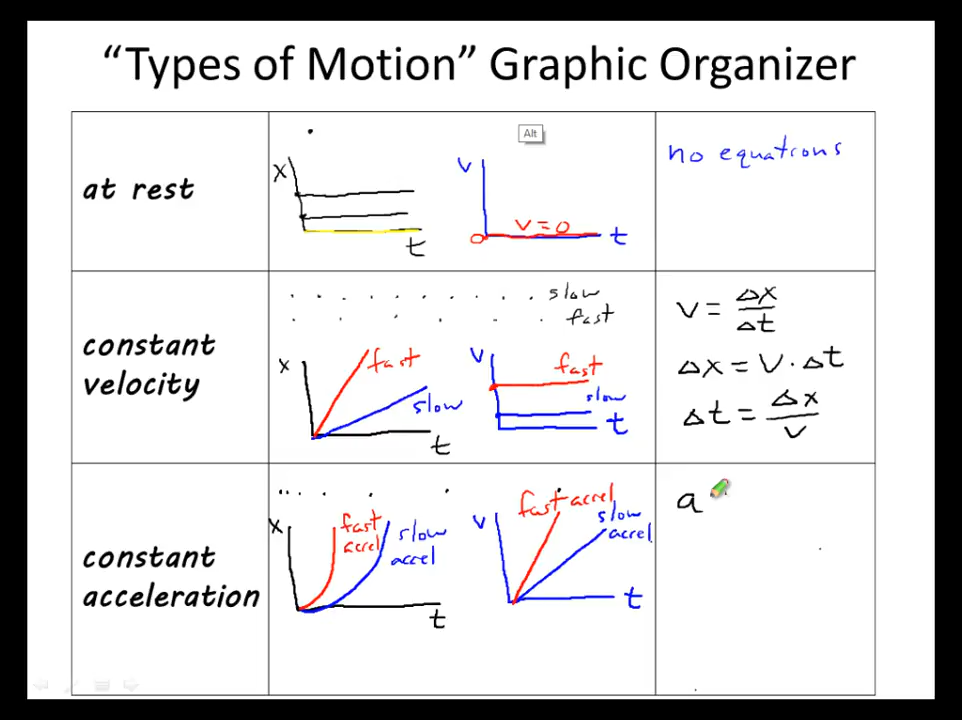 “Types of Motion” Graphic Organizer
at rest
x
t
Alt
v
v = 0
0
t
no equations
constant
velocity
slow
fast
x
fast
slow
t
v
fast
slow
t
v = Δx/Δt
Δx = v · Δt
Δt = Δx/v
constant
acceleration
x
fast
accel
slow
accel
t
v
fast accel
slow
accel
t
a